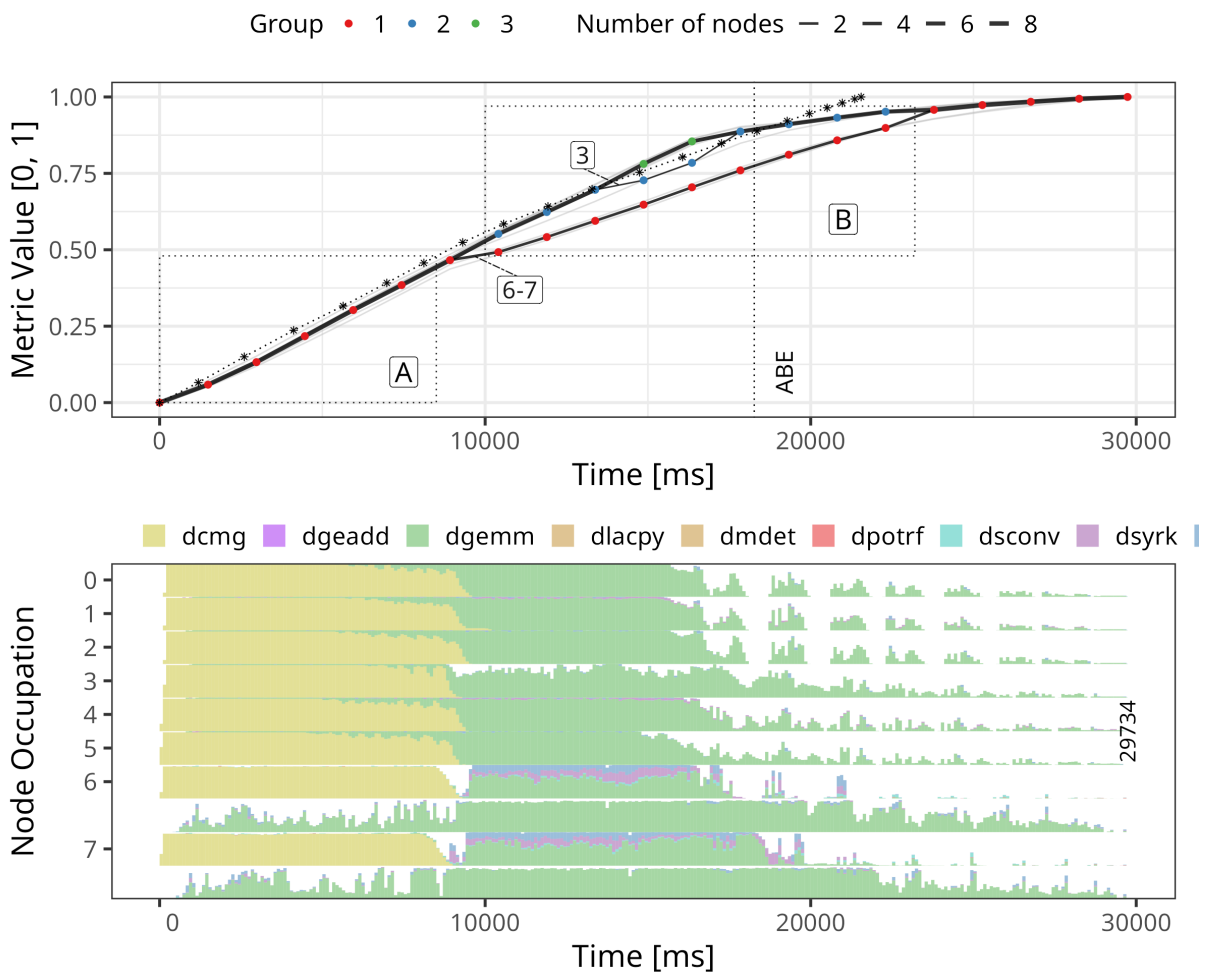 Group 1 2 3 Number of nodes 2 4 6 8
Metric Value [0, 1]
1.00
0.75
0.50
0.25
0.00
3
6-7
A
B
ABE
0 10000 20000 30000
Time [ms]
dcmg dgeadd dgemm dlacpy dmdet dpotrf dsconv dsyrk
Node Occupation
0
1
2
3
4
5
6
7
29734
0 10000 20000 30000
Time [ms]